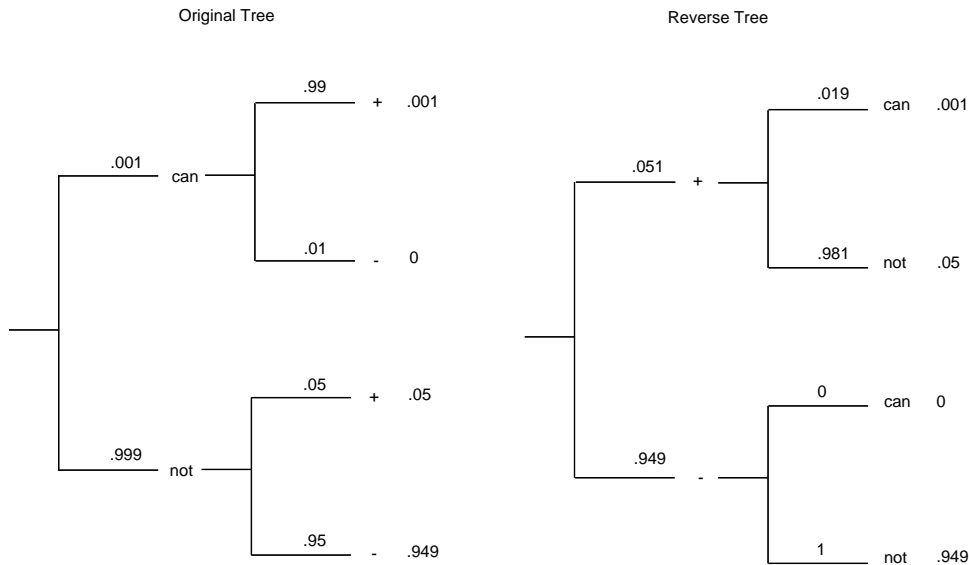 Original Tree
.001
can
.99
+ .001
.01
- 0
.999
not
.05
+ .05
.95
- .949
Reverse Tree
.051
+
.019
can .001
.981
not .05
.949
-
0
can 0
1
not .949